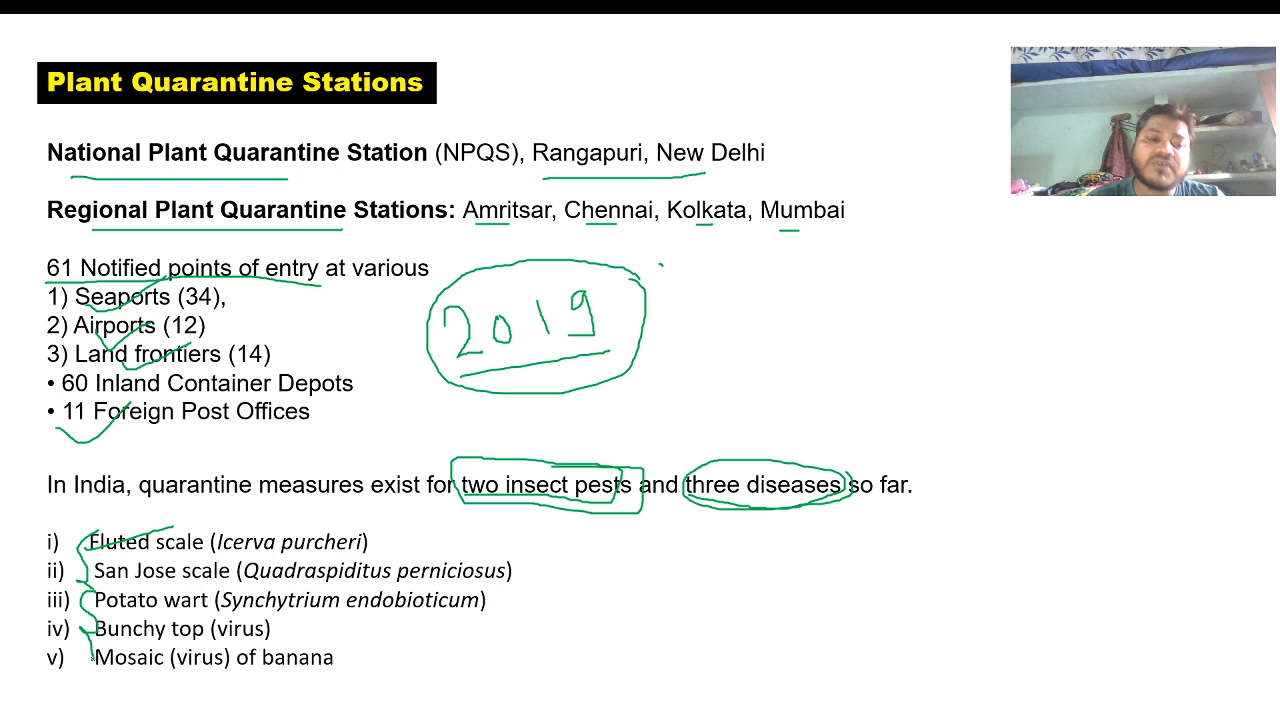 Plant Quarantine Stations
National Plant Quarantine Station (NPQS), Rangapuri, New Delhi
Regional Plant Quarantine Stations: Amritsar, Chennai, Kolkata, Mumbai
61 Notified points of entry at various
1) Seaports (34),
2) Airports (12)
3) Land frontiers (14)
• 60 Inland Container Depots
• 11 Foreign Post Offices
2019
In India, quarantine measures exist for two insect pests and three diseases so far.
i) Fluted scale (Icerva purcheri)
ii) San Jose scale (Quadraspiditus perniciosus)
iii) Potato wart (Synchytrium endobioticum)
iv) Bunchy top (virus)
v) Mosaic (virus) of banana